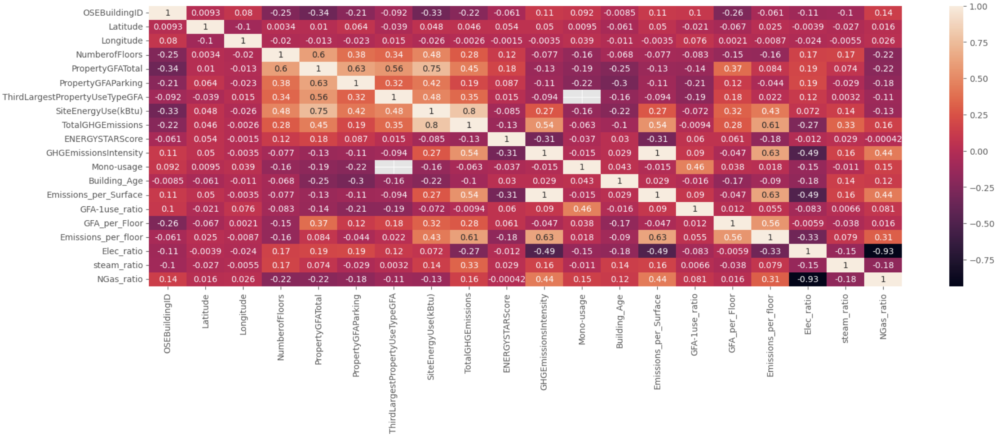 OSEBuildingID 1 0.0093 0.08 -0.25 -0.34 -0.21 -0.092 -0.33 -0.22 -0.061 0.11 0.092 -0.0085 0.11 0.1 -0.26 -0.061 -0.11 -0.1 0.14
Latitude 0.0093 1 -0.1 0.0034 0.01 0.064 -0.039 0.048 0.046 0.054 0.05 0.0095 -0.061 0.05 -0.021 -0.067 0.025 -0.0039 -0.027 0.016
Longitude 0.08 -0.1 1 -0.02 -0.013 -0.023 0.015 -0.026 -0.0026 -0.0015 -0.0035 0.039 -0.011 -0.0035 0.076 0.0021 -0.0087 -0.024 -0.0055 0.026
NumberofFloors -0.25 0.0034 -0.02 1 0.6 0.38 0.34 0.48 0.28 0.12 -0.077 -0.16 -0.068 -0.077 -0.083 -0.15 -0.16 0.17 0.17 -0.22
PropertyGFATotal -0.34 0.01 -0.013 0.6 1 0.63 0.56 0.75 0.45 0.18 -0.13 -0.19 -0.25 -0.13 -0.14 0.37 0.084 0.19 0.074 -0.22
PropertyGFAParking -0.21 0.064 -0.023 0.38 0.63 1 0.32 0.42 0.19 0.087 -0.11 -0.22 -0.3 -0.11 -0.21 0.12 -0.044 0.19 -0.029 -0.18
ThirdLargestPropertyUseTypeGFA -0.092 -0.039 0.015 0.34 0.56 0.32 1 0.48 0.35 0.015 -0.094 -0.16 -0.094 -0.19 0.18 0.022 0.12 0.0032 -0.11
SiteEnergyUse(kBtu) -0.33 0.048 -0.026 0.48 0.75 0.42 0.48 1 0.8 -0.085 0.27 -0.16 -0.22 0.27 -0.072 0.32 0.43 0.072 0.14 -0.13
TotalGHGEmissions -0.22 0.046 -0.0026 0.28 0.45 0.19 0.35 0.8 1 -0.13 0.54 -0.063 -0.1 0.54 -0.0094 0.28 0.61 -0.27 0.33 0.16
ENERGYSTARScore -0.061 0.054 -0.0015 0.12 0.18 0.087 0.015 -0.085 -0.13 1 -0.31 -0.037 0.03 -0.31 0.06 0.061 -0.18 -0.012 0.029 -0.00042
GHGEmissionsIntensity 0.11 0.05 -0.0035 -0.077 -0.13 -0.11 -0.094 0.27 0.54 -0.31 1 -0.015 0.029 1 0.09 -0.047 0.63 -0.49 0.16 0.44
Mono-usage 0.092 0.0095 0.039 -0.16 -0.19 -0.22 -0.16 -0.063 -0.037 -0.015 1 0.043 -0.015 0.46 0.038 0.018 -0.15 -0.011 0.15
Building_Age -0.0085 -0.061 -0.011 -0.068 -0.25 -0.3 -0.16 -0.22 -0.1 0.03 0.029 0.043 1 0.029 -0.016 -0.17 -0.09 -0.18 0.14 0.12
Emissions_per_Surface 0.11 0.05 -0.0035 -0.077 -0.13 -0.11 -0.094 0.27 0.54 -0.31 1 -0.015 0.029 1 0.09 -0.047 0.63 -0.49 0.16 0.44
GFA-1use_ratio 0.1 -0.021 0.076 -0.083 -0.14 -0.21 -0.19 -0.072 -0.0094 0.06 0.09 0.46 -0.016 0.09 1 0.012 0.055 -0.083 0.0066 0.081
GFA_per_Floor -0.26 -0.067 0.0021 -0.15 0.37 0.12 0.18 0.32 0.28 0.061 -0.047 0.038 -0.17 -0.047 0.012 1 0.56 -0.0059 -0.038 0.016
Emissions_per_floor -0.061 0.025 -0.0087 -0.16 0.084 -0.044 0.022 0.43 0.61 -0.18 0.63 0.018 -0.09 0.63 0.055 0.56 1 -0.33 0.079 0.31
Elec_ratio -0.11 -0.0039 -0.024 0.17 0.19 0.19 0.12 0.072 -0.27 -0.012 -0.49 -0.15 -0.18 -0.49 -0.083 -0.0059 -0.33 1 -0.15 -0.93
steam_ratio -0.1 -0.027 -0.0055 0.17 0.074 -0.029 0.0032 0.14 0.33 0.029 0.16 -0.011 0.14 0.16 0.0066 -0.038 0.079 -0.15 1 -0.18
NGas_ratio 0.14 0.016 0.026 -0.22 -0.22 -0.18 -0.11 -0.13 0.16 -0.00042 0.44 0.15 0.12 0.44 0.081 0.016 0.31 -0.93 -0.18 1
OSEBuildingID
Latitude
Longitude
NumberofFloors
PropertyGFATotal
PropertyGFAParking
ThirdLargestPropertyUseTypeGFA
SiteEnergyUse(kBtu)
TotalGHGEmissions
ENERGYSTARScore
GHGEmissionsIntensity
Mono-usage
Building_Age
Emissions_per_Surface
GFA-1use_ratio
GFA_per_Floor
Emissions_per_floor
Elec_ratio
steam_ratio
NGas_ratio
1.00
0.75
0.50
0.25
0.00
−0.25
−0.50
−0.75